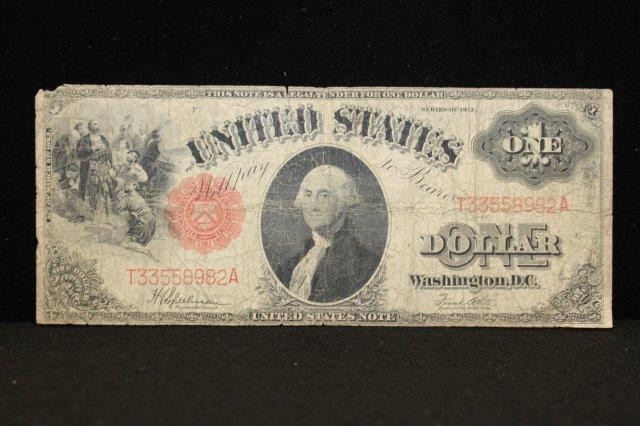 THIS NOTE IS A LEGAL TENDER FOR ONE DOLLAR
F
SERIES OF 1917.
UNITED STATES
ONE
Will pay to Bearer
T33558982A
ONE
DOLLAR
T33558982A
Washington, D.C.
UNITED STATES NOTE